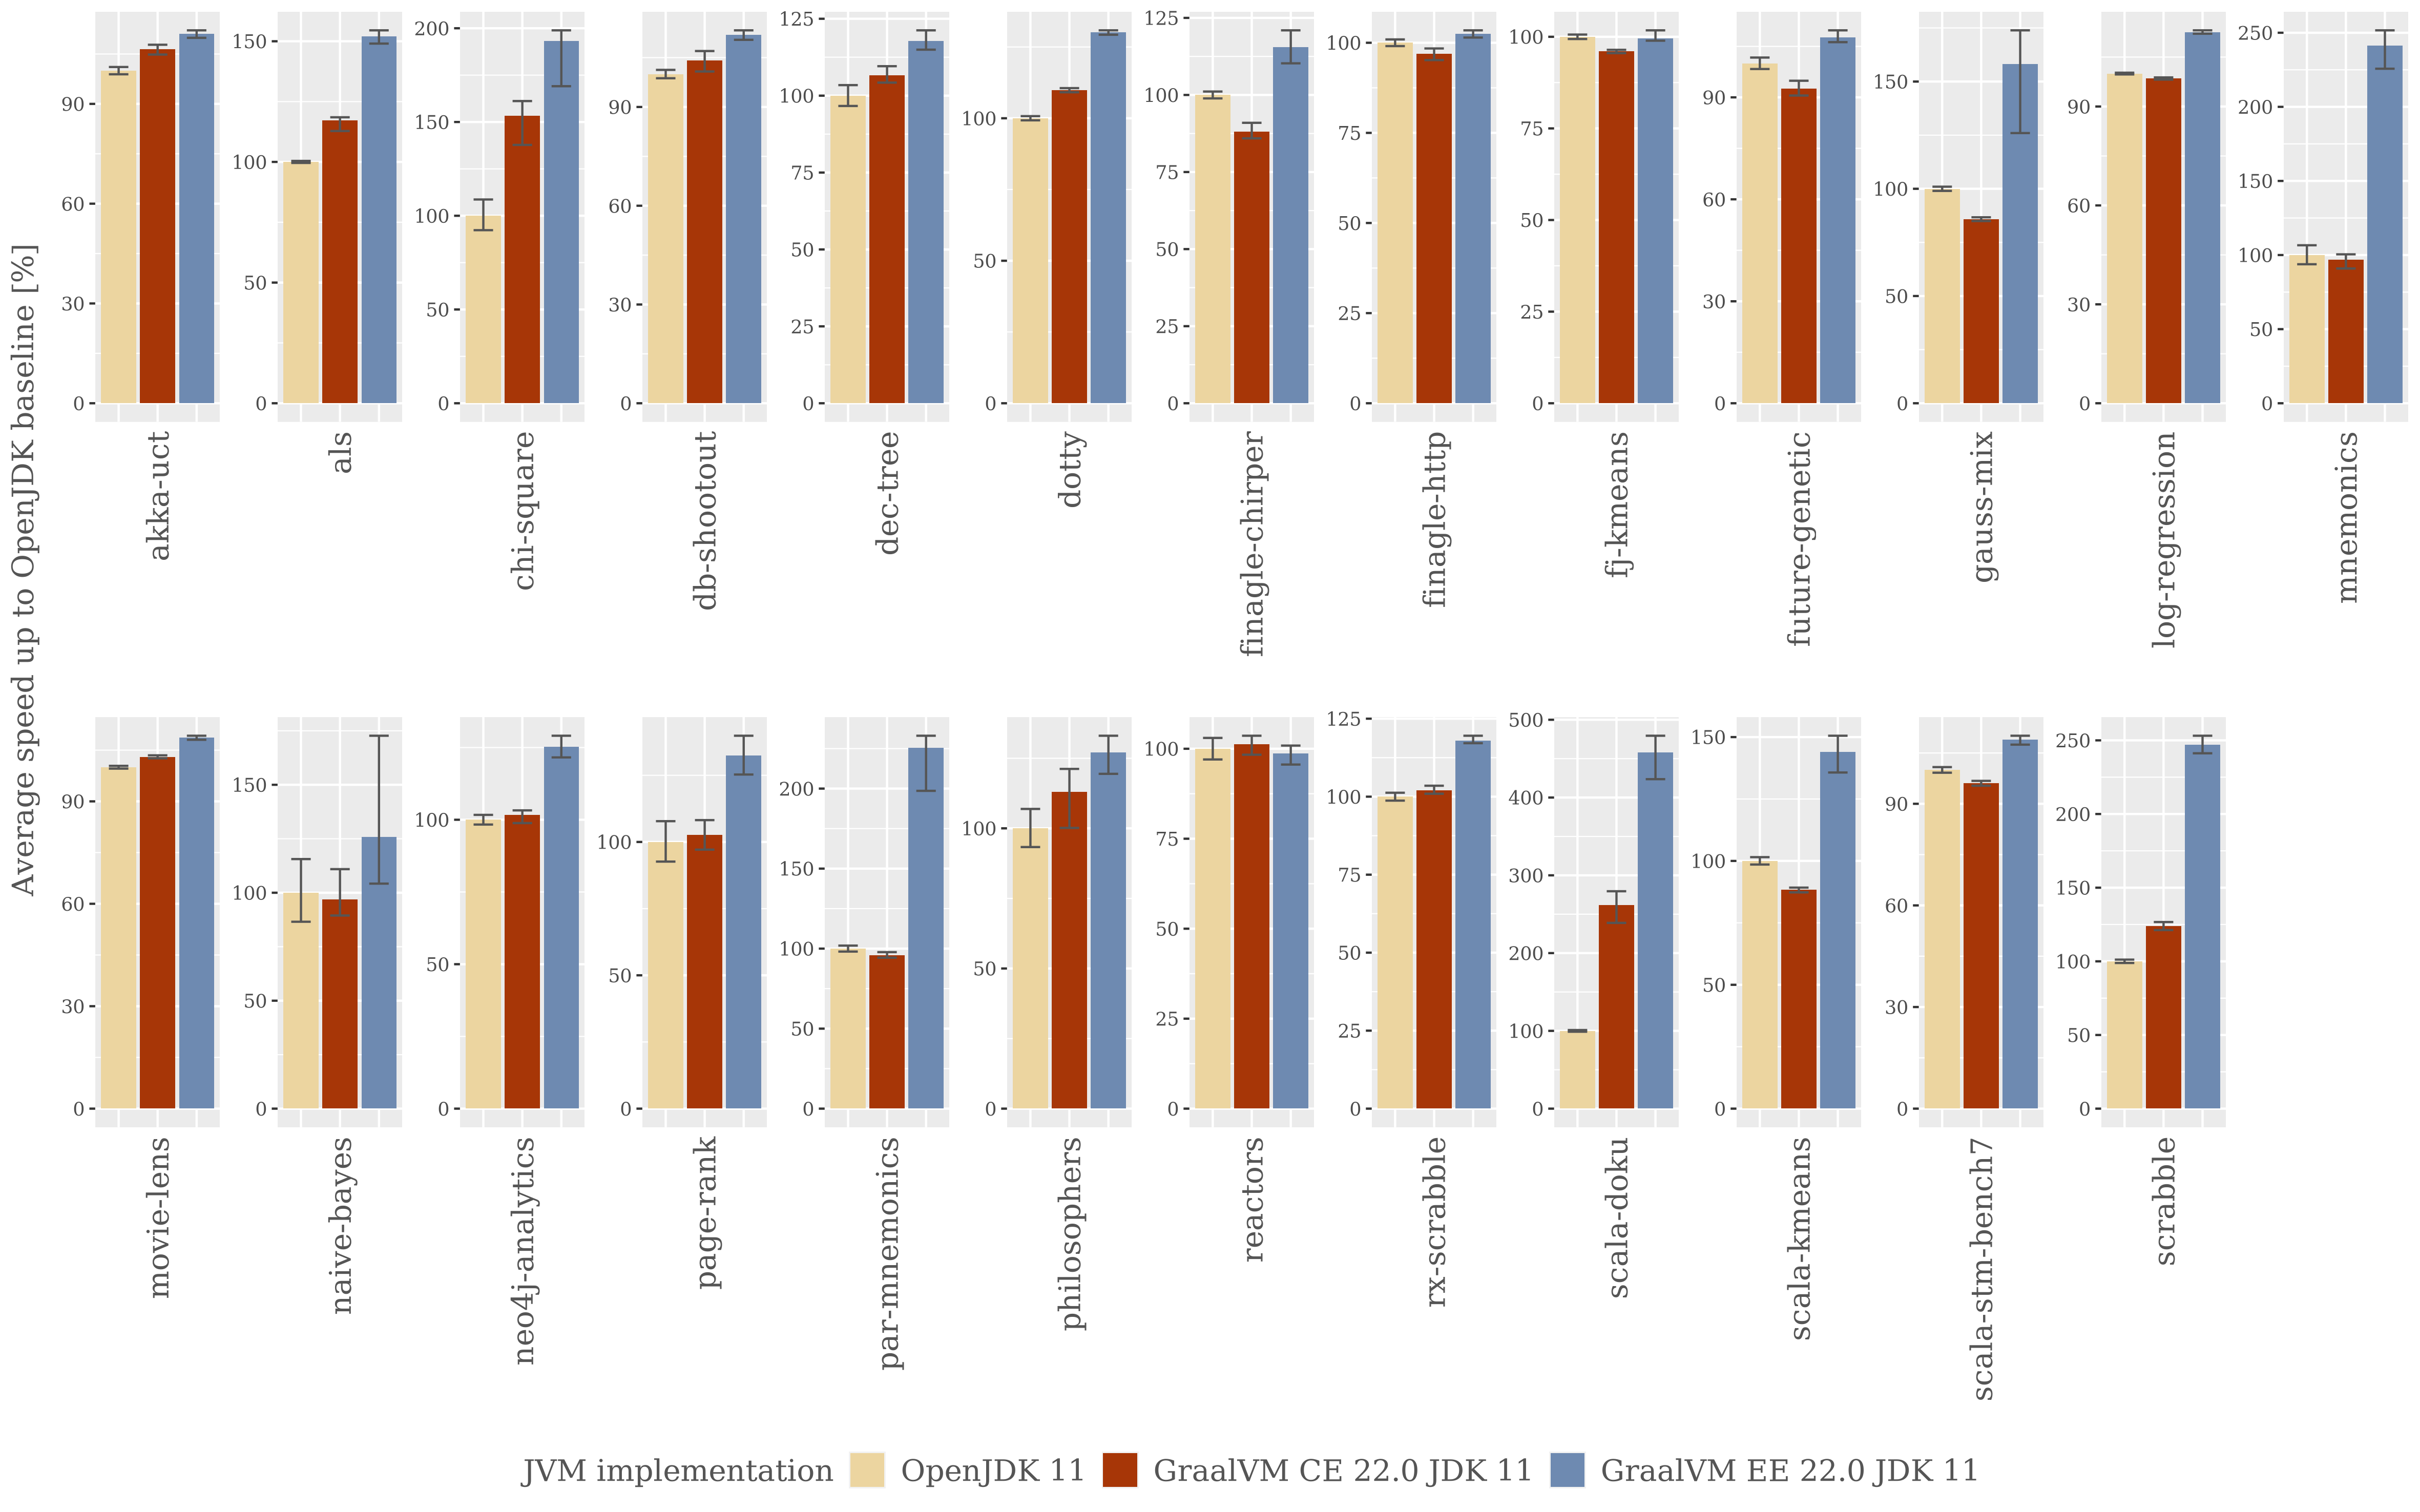 Average speed up to OpenJDK baseline [%]
0 30 60 90
0 50 100 150
0 50 100 150 200
0 30 60 90
0 25 50 75 100 125
0 50 100
0 25 50 75 100 125
0 25 50 75 100
0 25 50 75 100
0 30 60 90
0 50 100 150
0 30 60 90
0 50 100 150 200 250
akka-uct
als
chi-square
db-shootout
dec-tree
dotty
finagle-chirper
finagle-http
fj-kmeans
future-genetic
gauss-mix
log-regression
mnemonics
0 30 60 90
0 50 100 150
0 50 100
0 50 100
0 50 100 150 200
0 50 100
0 25 50 75 100
0 25 50 75 100 125
0 100 200 300 400 500
0 50 100 150
0 30 60 90
0 50 100 150 200 250
movie-lens
naive-bayes
neo4j-analytics
page-rank
par-mnemonics
philosophers
reactors
rx-scrabble
scala-doku
scala-kmeans
scala-stm-bench7
scrabble
JVM implementation OpenJDK 11 GraalVM CE 22.0 JDK 11 GraalVM EE 22.0 JDK 11